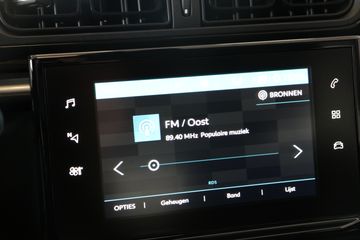 BRONNEN
FM / Oost
89.40 MHz Populaire muziek
RDS
OPTIES Geheugen Band Lijst